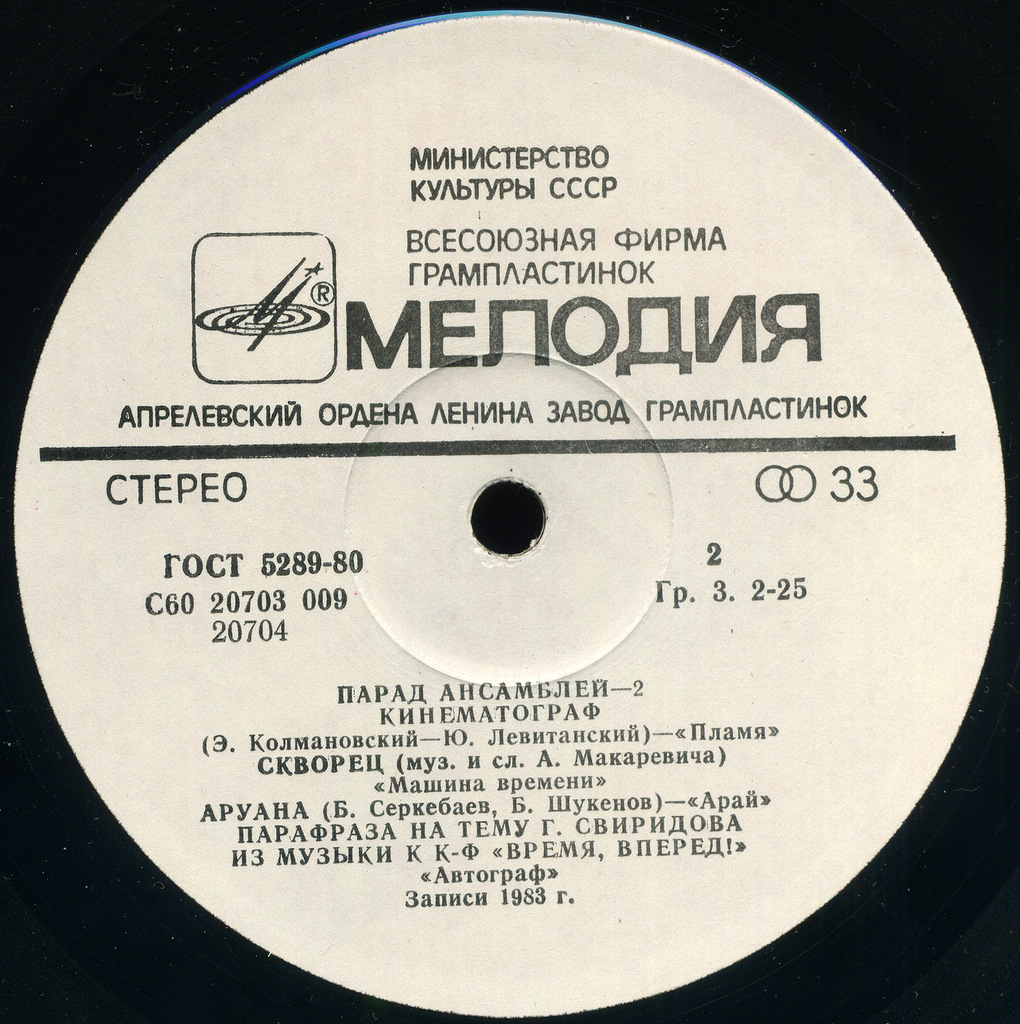 МИНИСТЕРСТВО
КУЛЬТУРЫ СССР
ВСЕСОЮЗНАЯ ФИРМА
ГРАМПЛАСТИНОК
®
МЕЛОДИЯ
АПРЕЛЕВСКИЙ ОРДЕНА ЛЕНИНА ЗАВОД ГРАМПЛАСТИНОК
СТЕРЕО
33
ГОСТ 5289-80
2
С60 20703 009
Гр. 3. 2-25
20704
ПАРАД АНСАМБЛЕЙ—2
КИНЕМАТОГРАФ
(Э. Колмановский—Ю. Левитанский)—«Пламя»
СКВОРЕЦ (муз. и сл. А. Макаревича)
«Машина времени»
АРУАНА (Б. Серкебаев, Б. Шукенов)—«Арай»
ПАРАФРАЗА НА ТЕМУ Г. СВИРИДОВА
ИЗ МУЗЫКИ К К-Ф «ВРЕМЯ, ВПЕРЕД!»
«Автограф»
Записи 1983 г.